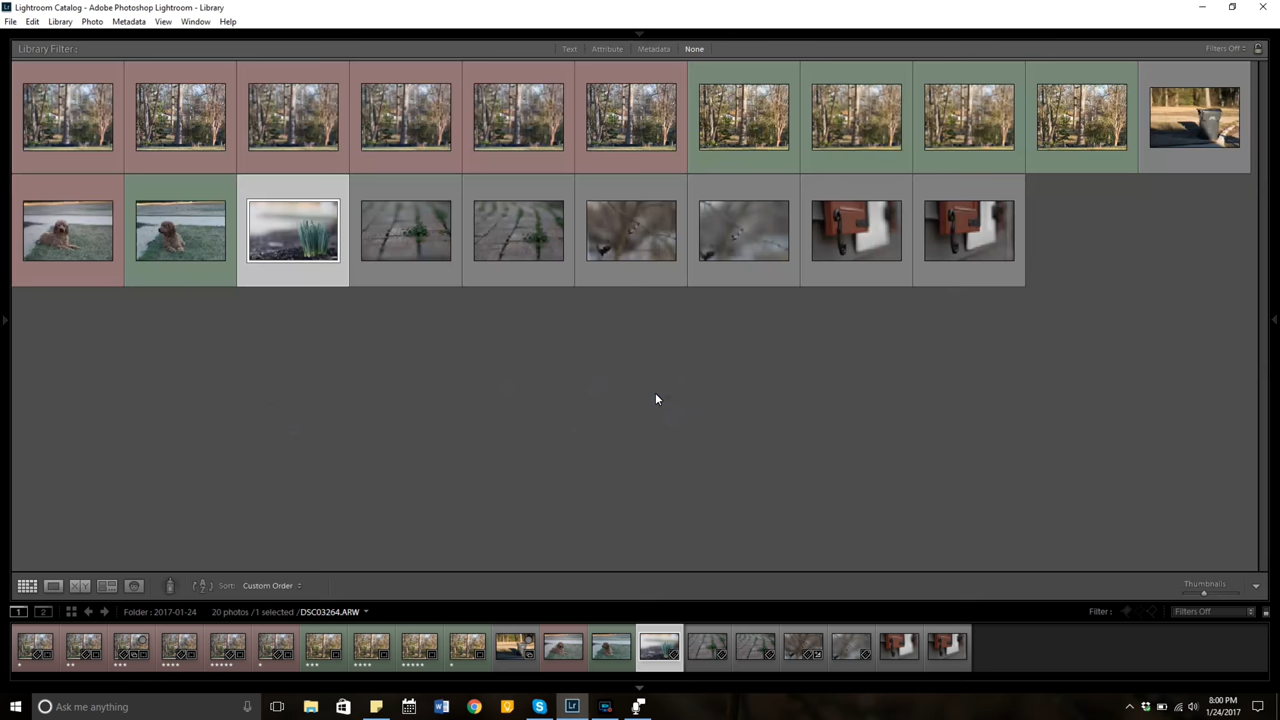 Lr Lightroom Catalog - Adobe Photoshop Lightroom - Library
File Edit Library Photo Metadata View Window Help
Library Filter: Text Attribute Metadata None Filters Off
X Y Sort: Custom Order Thumbnails
1 2 Folder : 2017-01-24 20 photos / 1 selected / DSC03264.ARW Filter : Filters Off
Ask me anything
Lr
8:00 PM
1/24/2017